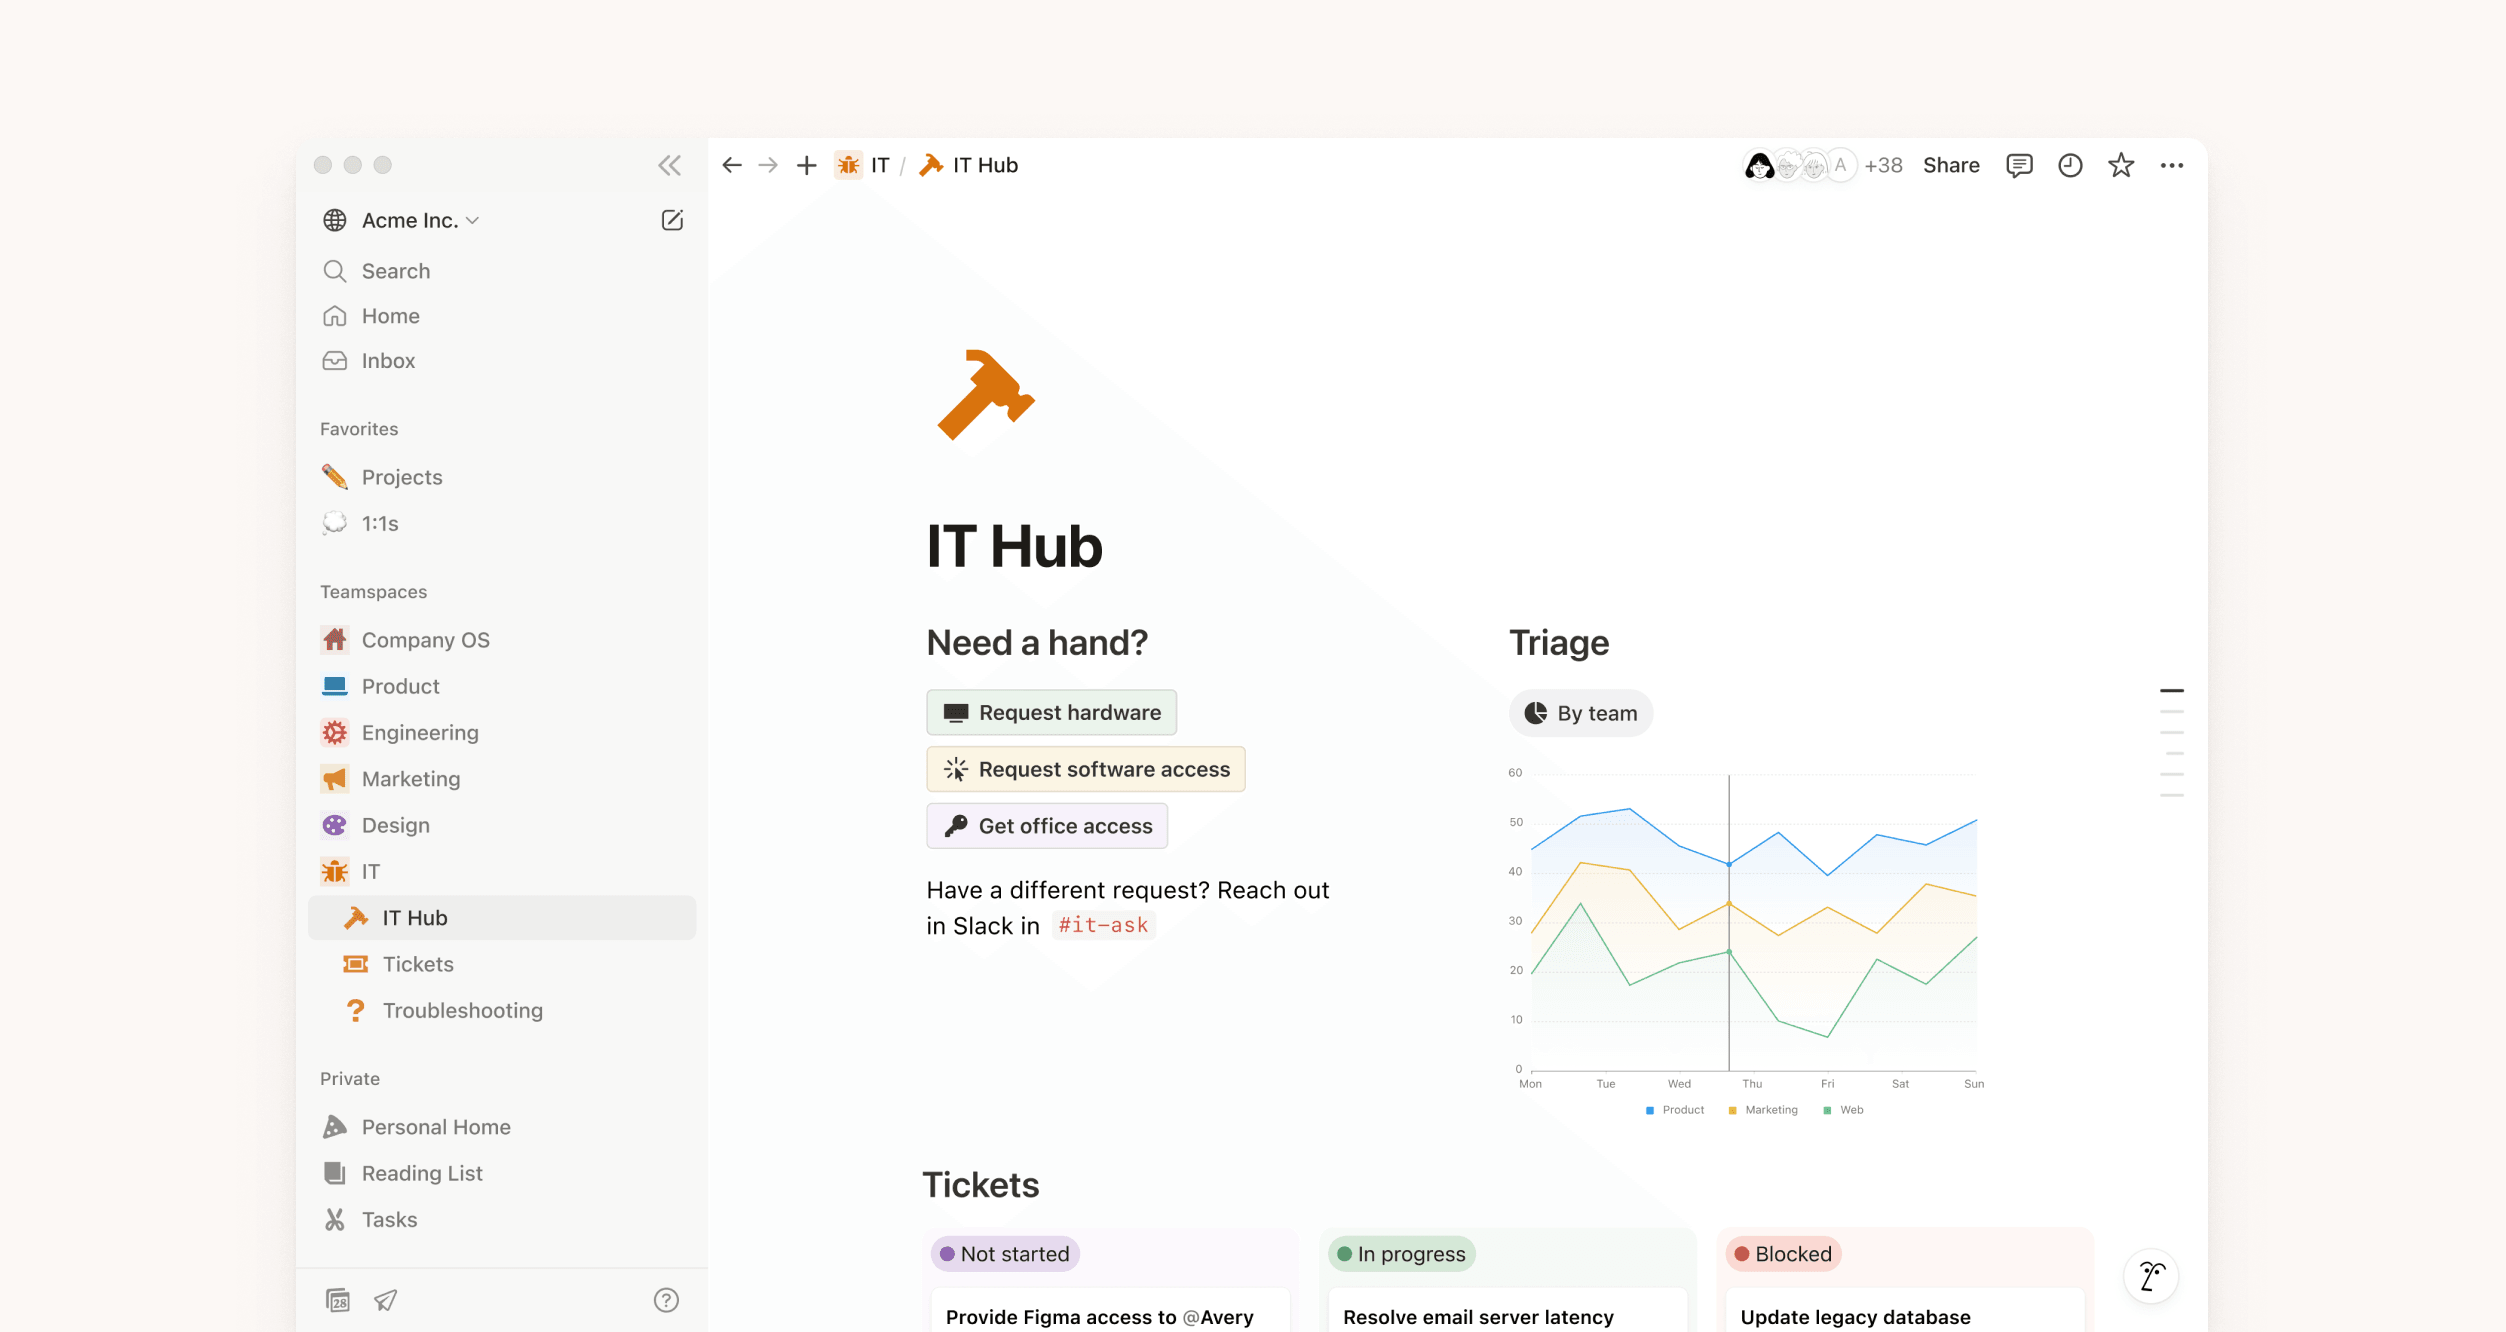 Acme Inc.
Search
Home
Inbox
Favorites
Projects
1:1s
Teamspaces
Company OS
Product
Engineering
Marketing
Design
IT
IT Hub
Tickets
Troubleshooting
Private
Personal Home
Reading List
Tasks
28
IT / IT Hub
A +38 Share
IT Hub
Need a hand?
Request hardware
Request software access
Get office access
Have a different request? Reach out
in Slack in #it-ask
Triage
By team
60
50
40
30
20
10
0
Mon Tue Wed Thu Fri Sat Sun
Product Marketing Web
Tickets
Not started
Provide Figma access to @Avery
In progress
Resolve email server latency
Blocked
Update legacy database